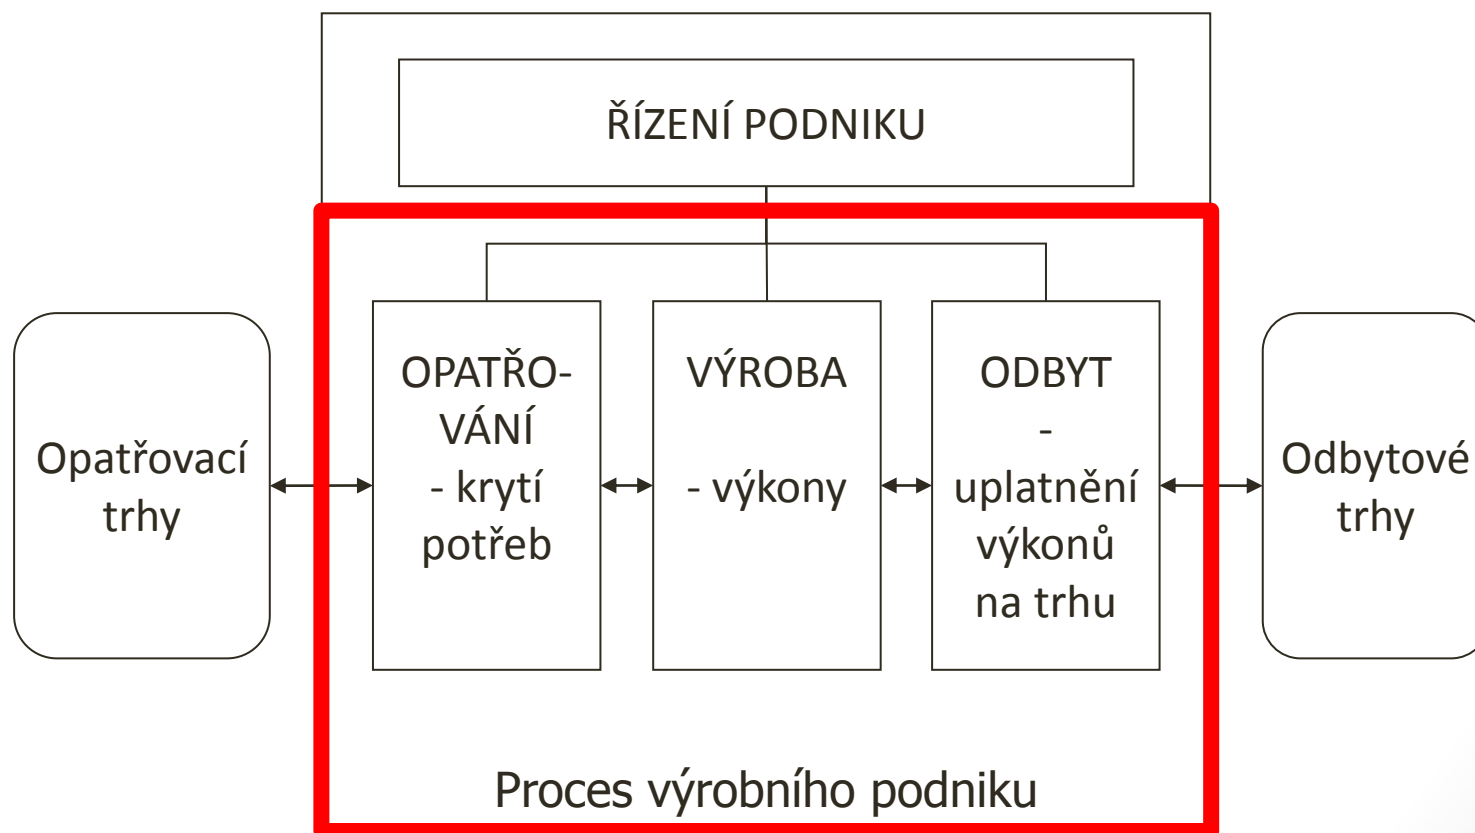 ŘÍZENÍ PODNIKU
Opatřovací
trhy
OPATŘO-
VÁNÍ
- krytí
potřeb
VÝROBA
- výkony
ODBYT
-
uplatnění
výkonů
na trhu
Odbytové
trhy
Proces výrobního podniku